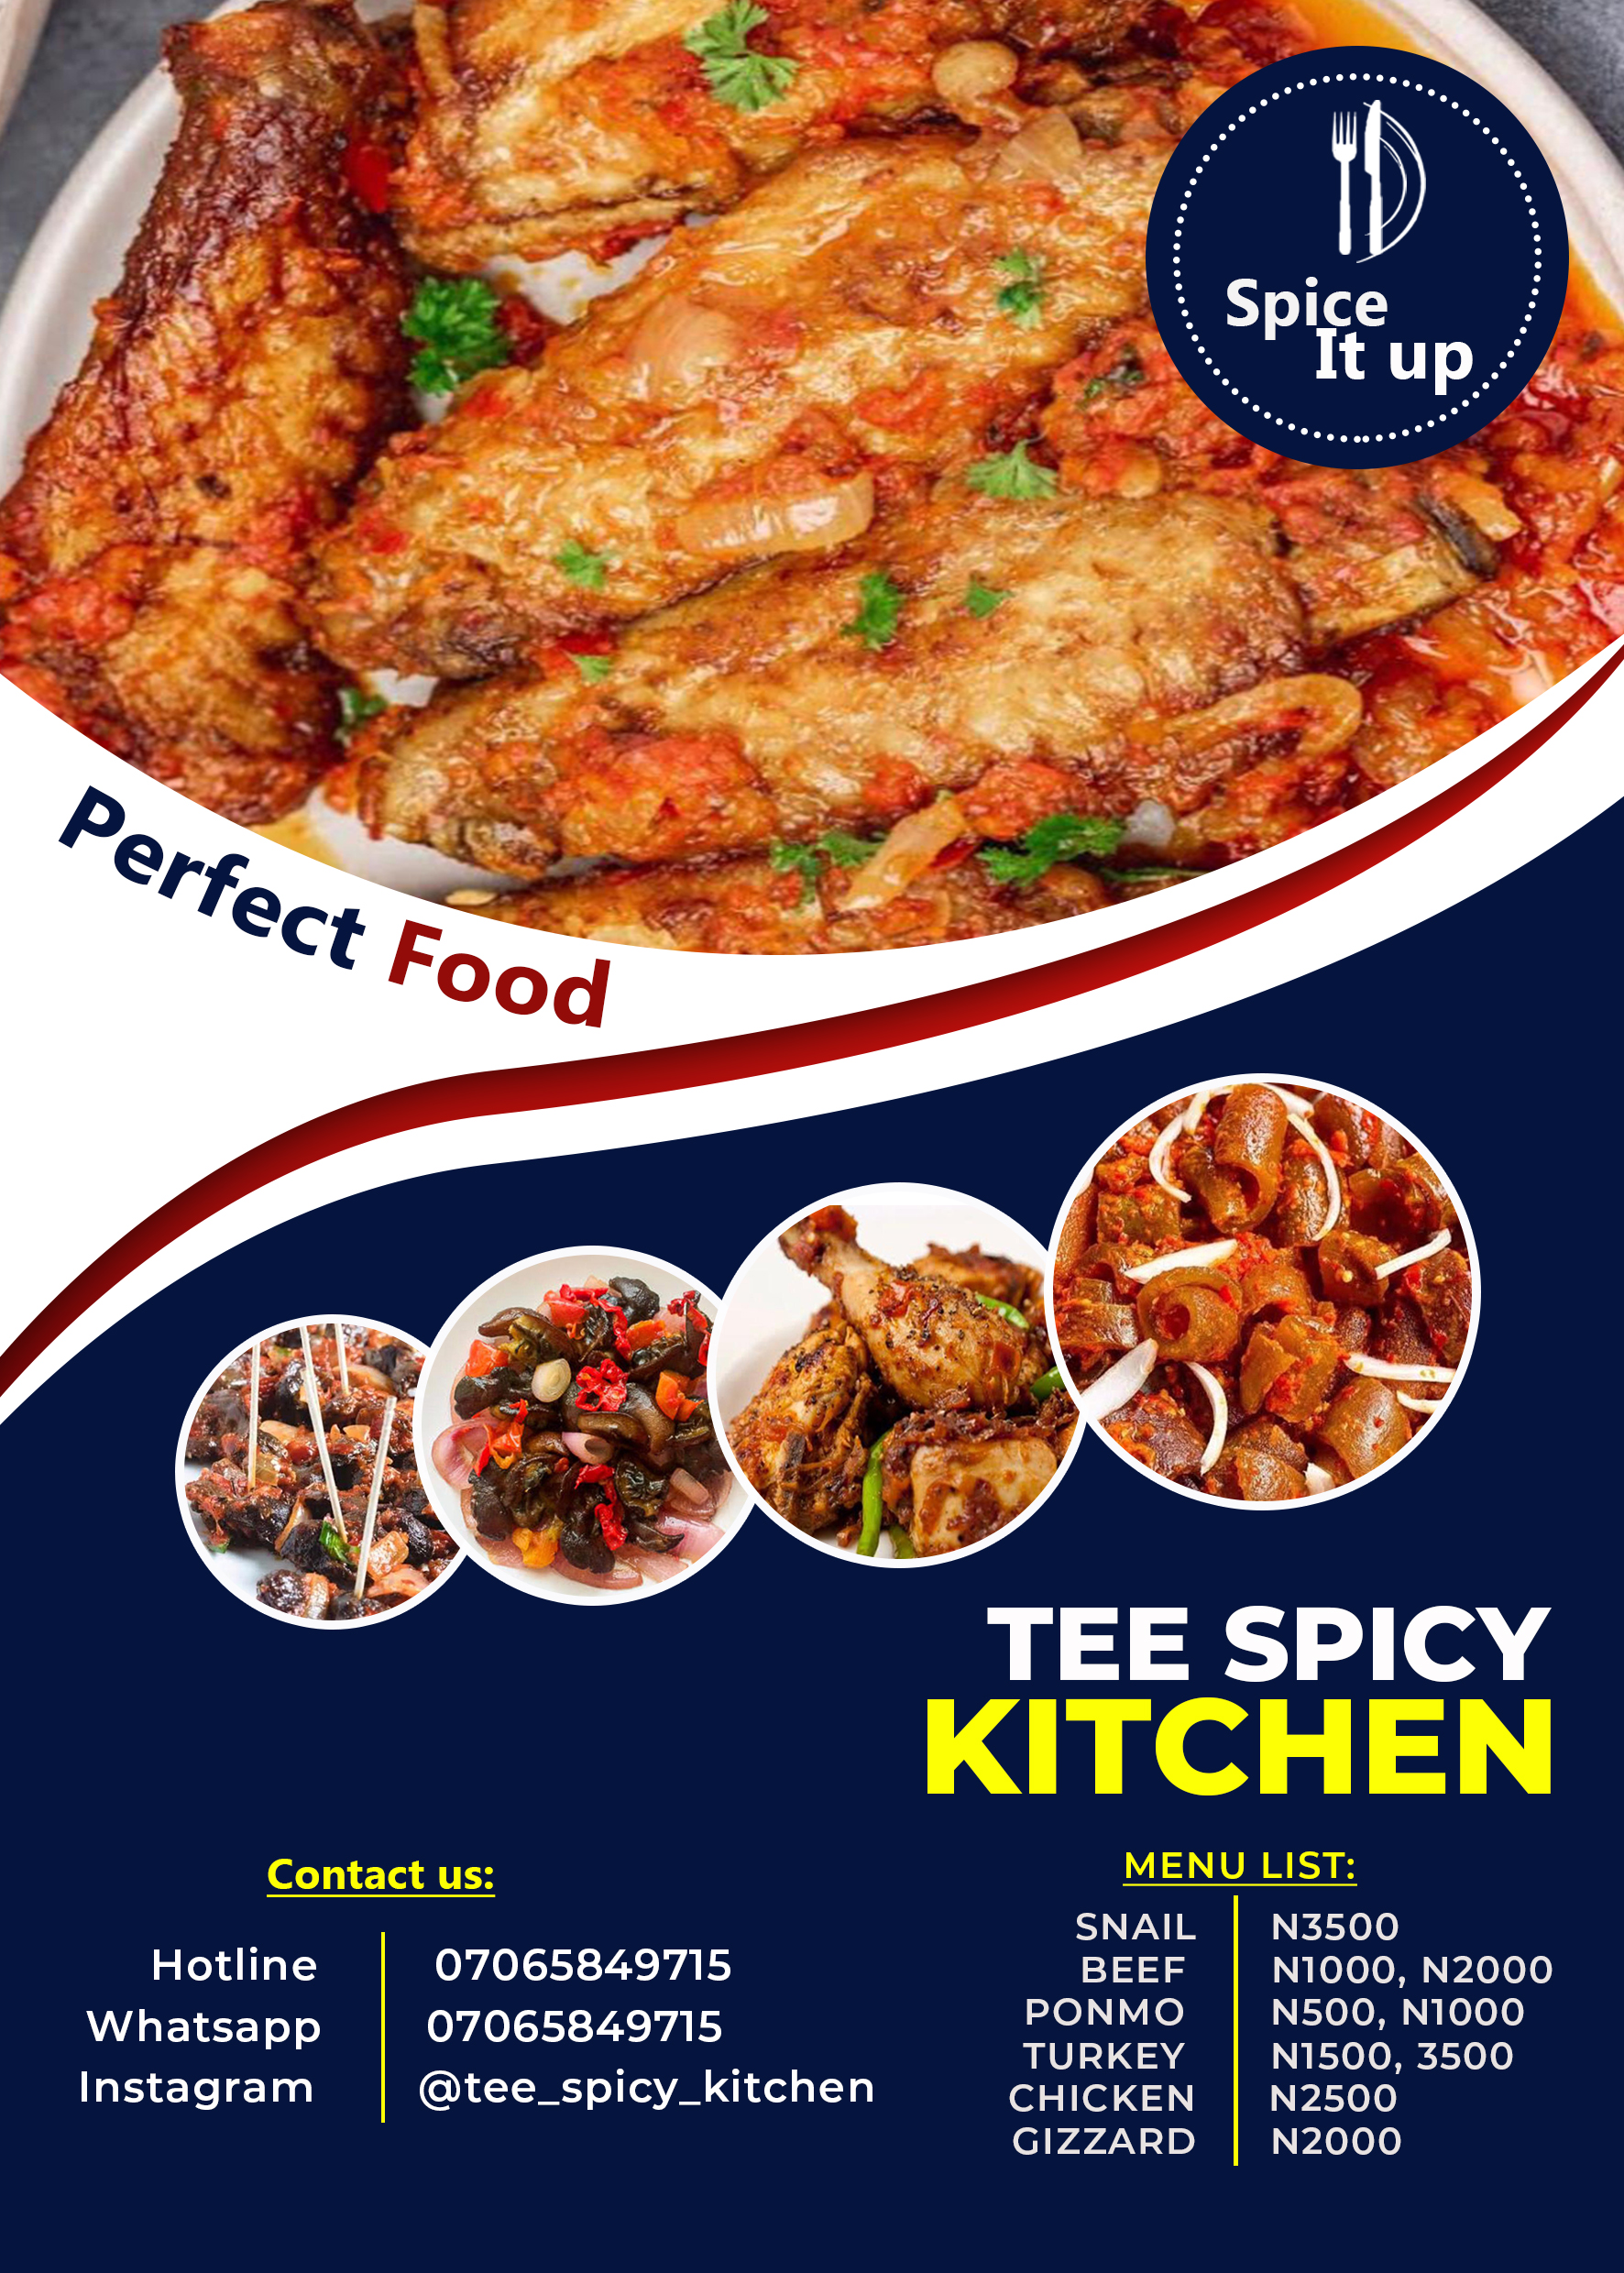 Spice
It up
Perfect Food
TEE SPICY
KITCHEN
Contact us:
Hotline 07065849715
Whatsapp 07065849715
Instagram @tee_spicy_kitchen
MENU LIST:
SNAIL N3500
BEEF N1000, N2000
PONMO N500, N1000
TURKEY N1500, 3500
CHICKEN N2500
GIZZARD N2000